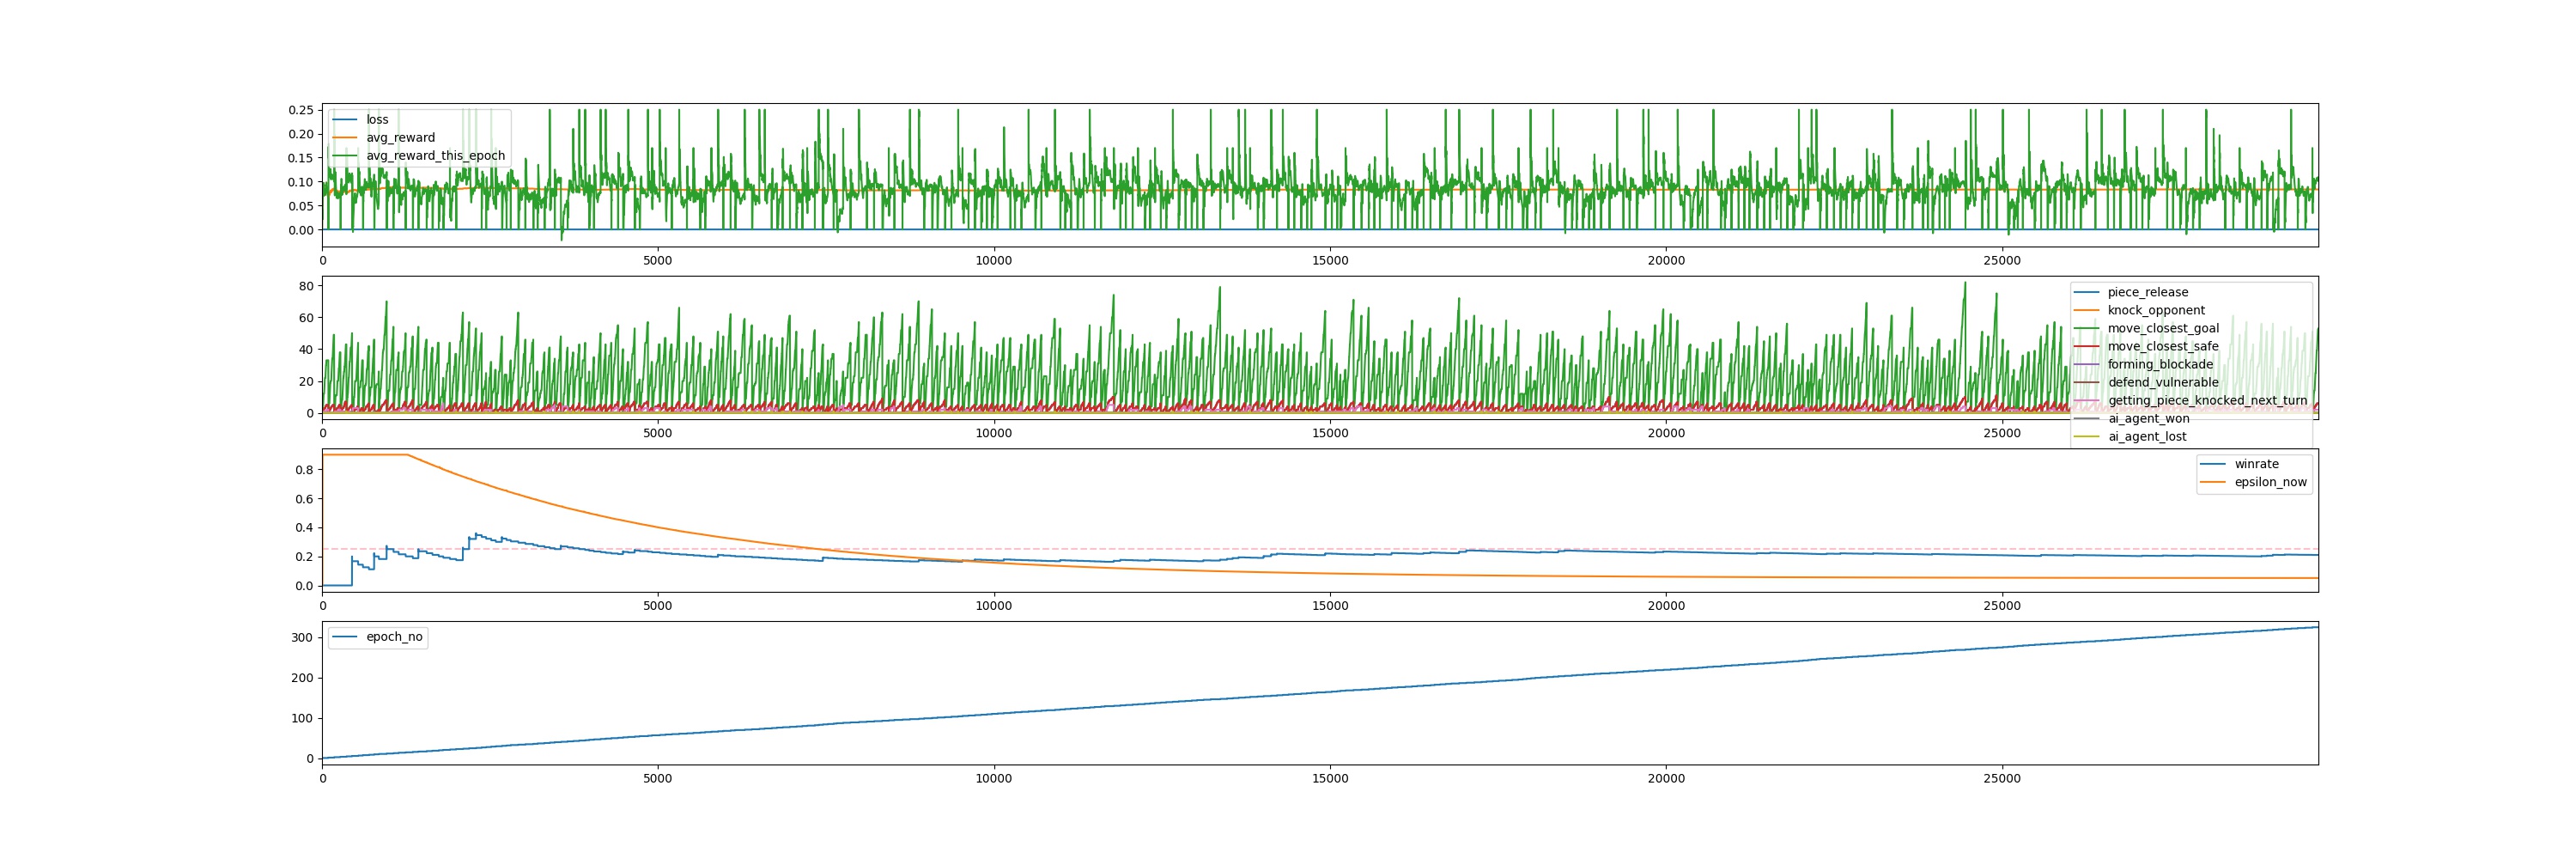 0.25
0.20
0.15
0.10
0.05
0.00
loss
avg_reward
avg_reward_this_epoch
0 5000 10000 15000 20000 25000
80
60
40
20
0
piece_release
knock_opponent
move_closest_goal
move_closest_safe
forming_blockade
defend_vulnerable
getting_piece_knocked_next_turn
ai_agent_won
ai_agent_lost
0 5000 10000 15000 20000 25000
0.8
0.6
0.4
0.2
0.0
winrate
epsilon_now
0 5000 10000 15000 20000 25000
300
200
100
0
epoch_no
0 5000 10000 15000 20000 25000